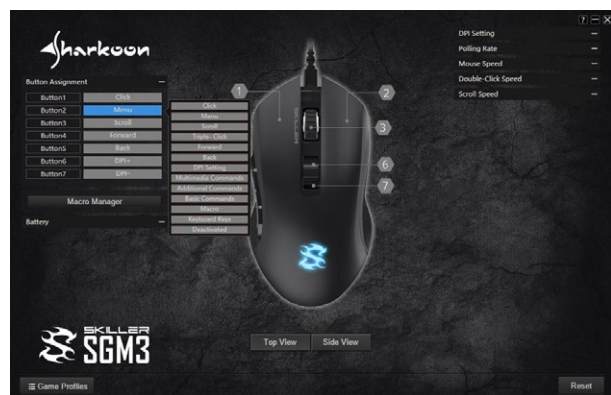 ? — X
Sharkoon
DPI Setting —
Polling Rate —
Mouse Speed —
Double-Click Speed —
Scroll Speed —
Button Assignment —
Button1 Click
Button2 Menu
Button3 Scroll
Button4 Forward
Button5 Back
Button6 DPI+
Button7 DPI-
Click
Menu
Scroll
Triple- Click
Forward
Back
DPI Setting
Multimedia Commands
Additional Commands
Basic Commands
Macro
Keyboard Keys
Deactivated
1
2
3
6
7
Macro Manager
Battery —
SKILLER
SGM3
Top View Side View
Game Profiles
Reset